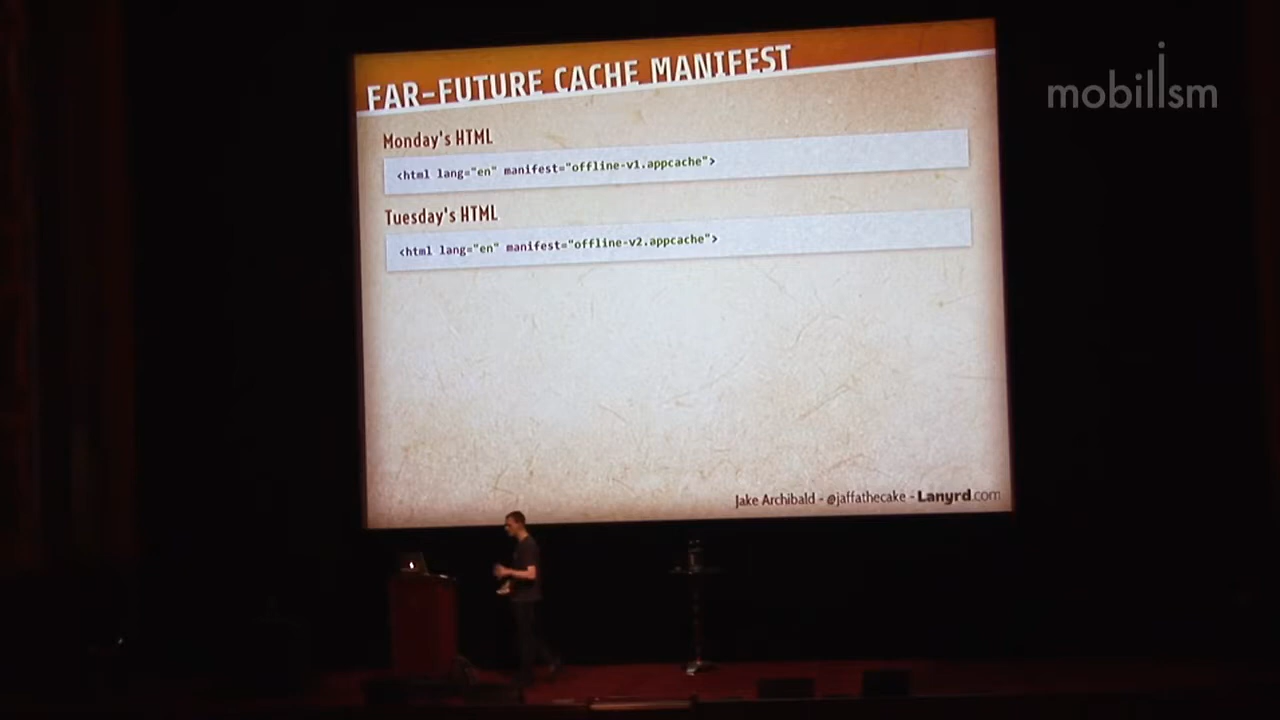 FAR-FUTURE CACHE MANIFEST
mobilism
Monday's HTML
<html lang="en" manifest="offline-v1.appcache">
Tuesday's HTML
<html lang="en" manifest="offline-v2.appcache">
Jake Archibald - @jaffathecake - Lanyrd.com